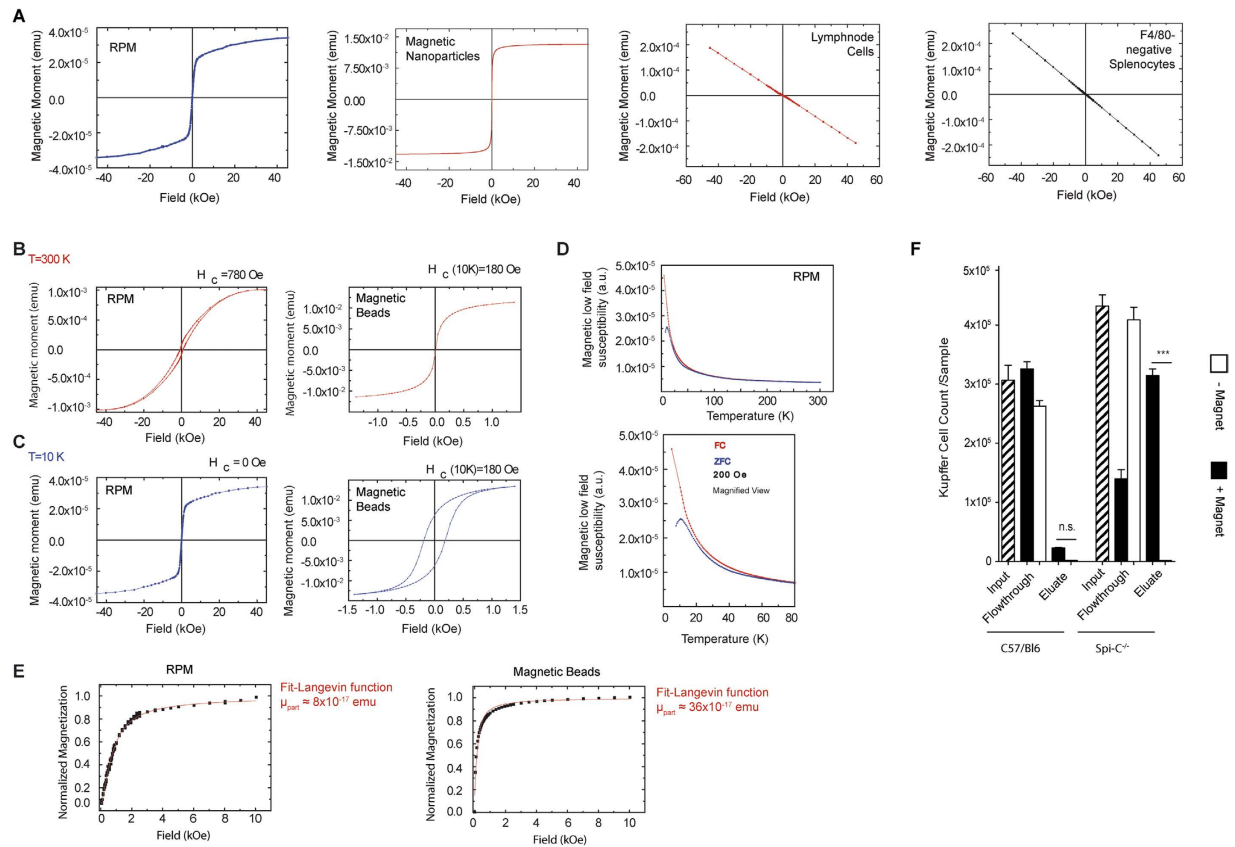 A
Magnetic Moment (emu)
4.0x10⁻⁵
2.0x10⁻⁵
0.0
-2.0x10⁻⁵
-4.0x10⁻⁵
RPM
-40 -20 0 20 40
Field (kOe)
Magnetic Moment (emu)
1.50x10⁻²
7.50x10⁻³
0.00
-7.50x10⁻³
-1.50x10⁻²
Magnetic
Nanoparticles
-40 -20 0 20 40
Field (kOe)
Magnetic Moment (emu)
2.0x10⁻⁴
1.0x10⁻⁴
0.0
-1.0x10⁻⁴
-2.0x10⁻⁴
Lymphnode
Cells
-60 -40 -20 0 20 40 60
Field (kOe)
Magnetic Moment (emu)
2.0x10⁻⁴
1.0x10⁻⁴
0.0
-1.0x10⁻⁴
-2.0x10⁻⁴
F4/80-
negative
Splenocytes
-60 -40 -20 0 20 40 60
Field (kOe)
B
T=300 K
H c =780 Oe
Magnetic moment (emu)
1.0x10⁻³
5.0x10⁻⁴
0.0
-5.0x10⁻⁴
-1.0x10⁻³
RPM
-40 -20 0 20 40
Field (kOe)
H c (10K)=180 Oe
Magnetic moment (emu)
1.0x10⁻²
5.0x10⁻³
0.0
-5.0x10⁻³
-1.0x10⁻²
Magnetic
Beads
-1.0 -0.5 0.0 0.5 1.0
Field (kOe)
C
T=10 K
H c =0 Oe
Magnetic moment (emu)
4.0x10⁻⁵
2.0x10⁻⁵
0.0
-2.0x10⁻⁵
-4.0x10⁻⁵
RPM
-40 -20 0 20 40
Field (kOe)
H c (10K)=180 Oe
Magnetic moment (emu)
1.0x10⁻²
5.0x10⁻³
0.0
-5.0x10⁻³
-1.0x10⁻²
Magnetic
Beads
-1.5 -1.0 -0.5 0.0 0.5 1.0 1.5
Field (kOe)
D
Magnetic low field
susceptibility (a.u.)
5.0x10⁻⁵
4.0x10⁻⁵
3.0x10⁻⁵
2.0x10⁻⁵
1.0x10⁻⁵
RPM
0 50 100 200 300
Temperature (K)
Magnetic low field
susceptibility (a.u.)
5.0x10⁻⁵
4.0x10⁻⁵
3.0x10⁻⁵
2.0x10⁻⁵
1.0x10⁻⁵
FC
ZFC
200 Oe
Magnified View
0 20 40 60 80
Temperature (K)
E
RPM
Normalized Magnetization
1.0
0.8
0.6
0.4
0.2
0.0
0 2 4 6 8 10
Field (kOe)
Fit-Langevin function
μpart ≈ 8x10⁻¹⁷ emu
Magnetic Beads
Normalized Magnetization
1.0
0.8
0.6
0.4
0.2
0.0
0 2 4 6 8 10
Field (kOe)
Fit-Langevin function
μpart ≈ 36x10⁻¹⁷ emu
F
Kupffer Cell Count /Sample
5x10⁵
4x10⁵
3x10⁵
2x10⁵
1x10⁵
0
n.s.
***
Input
Flowthrough
Eluate
Input
Flowthrough
Eluate
C57/Bl6
Spi-C⁻/⁻
- Magnet
+ Magnet